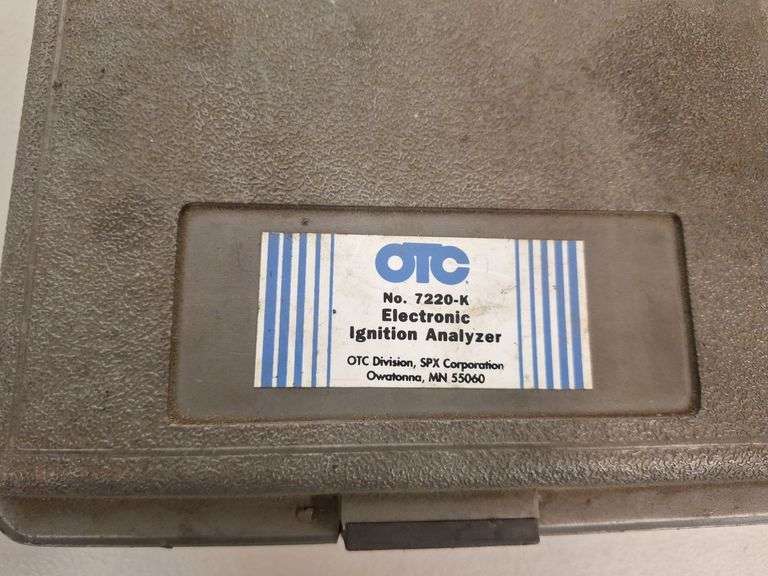 OTC
No. 7220-K
Electronic
Ignition Analyzer
OTC Division, SPX Corporation
Owatonna, MN 55060